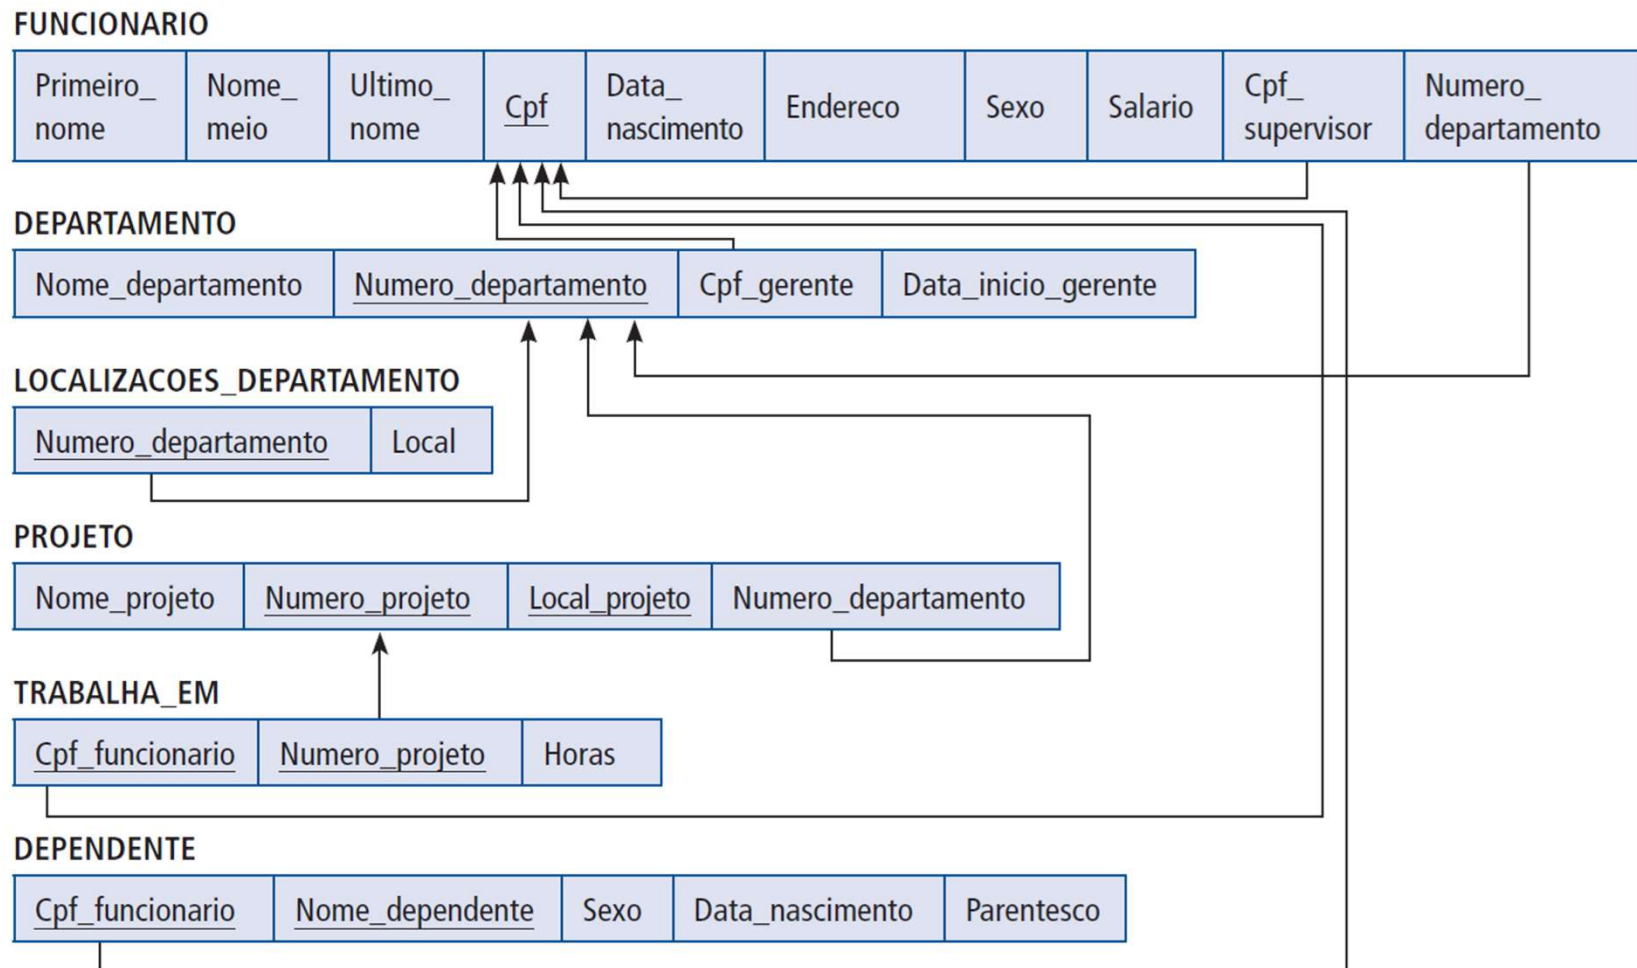 FUNCIONARIO
Primeiro_ nome Nome_ meio Ultimo_ nome Cpf Data_ nascimento Endereco Sexo Salario Cpf_ supervisor Numero_ departamento
DEPARTAMENTO
Nome_departamento Numero_departamento Cpf_gerente Data_inicio_gerente
LOCALIZACOES_DEPARTAMENTO
Numero_departamento Local
PROJETO
Nome_projeto Numero_projeto Local_projeto Numero_departamento
TRABALHA_EM
Cpf_funcionario Numero_projeto Horas
DEPENDENTE
Cpf_funcionario Nome_dependente Sexo Data_nascimento Parentesco